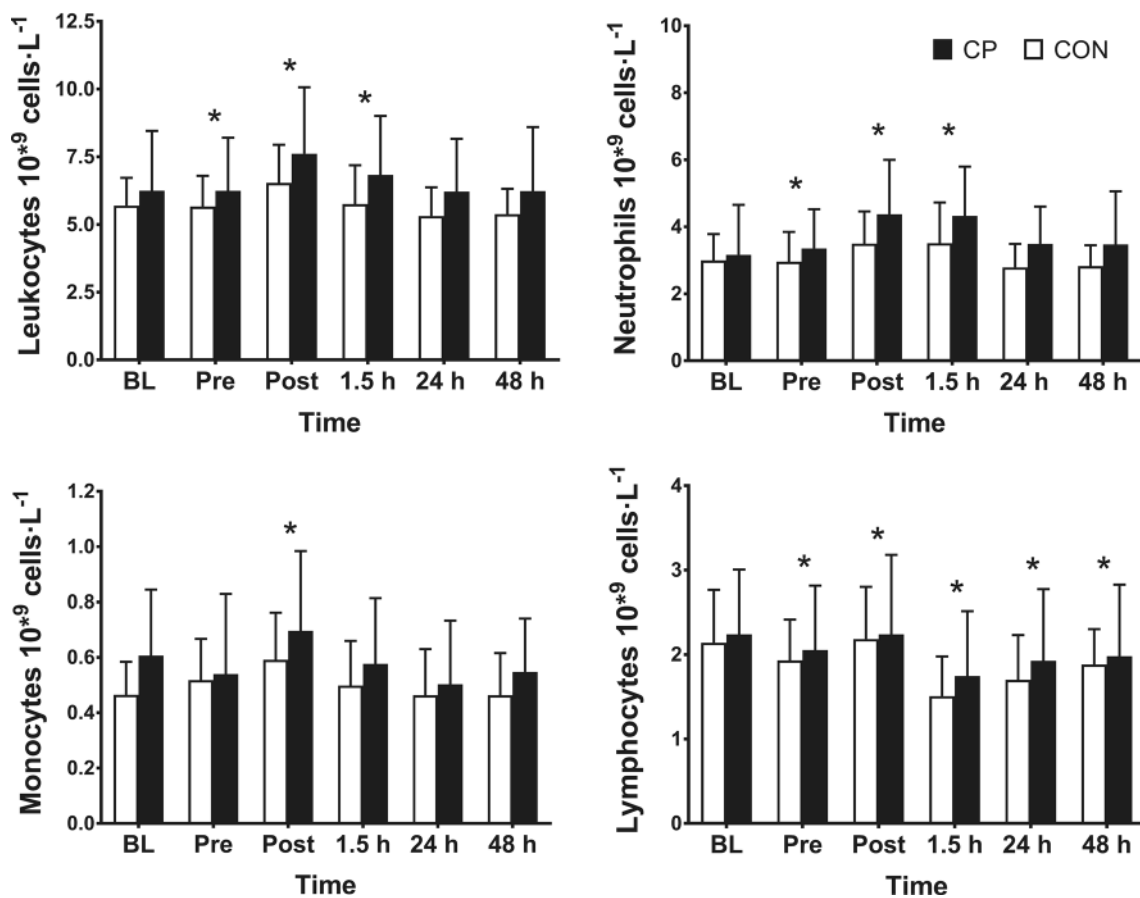 Leukocytes 10*⁹ cells·L⁻¹
12.5
10.0
7.5
5.0
2.5
0.0
* * *
BL Pre Post 1.5 h 24 h 48 h
Time
Neutrophils 10*⁹ cells·L⁻¹
10
8
6
4
2
0
CP CON
* * *
BL Pre Post 1.5 h 24 h 48 h
Time
Monocytes 10*⁹ cells·L⁻¹
1.2
1.0
0.8
0.6
0.4
0.2
0.0
*
BL Pre Post 1.5 h 24 h 48 h
Time
Lymphocytes 10*⁹ cells·L⁻¹
4
3
2
1
0
* * * * *
BL Pre Post 1.5 h 24 h 48 h
Time